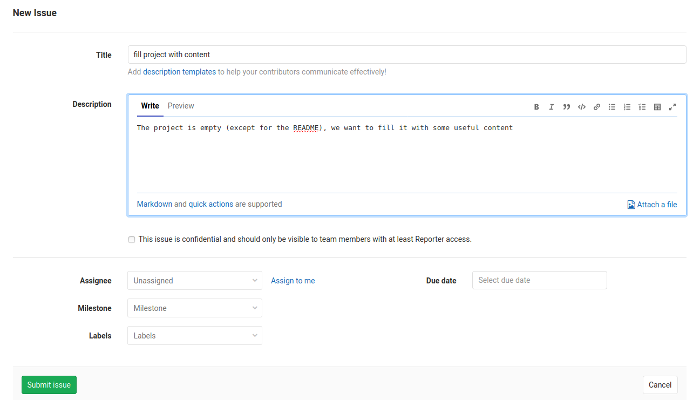 New Issue
Title
fill project with content
Add description templates to help your contributors communicate effectively!
Description
Write Preview
The project is empty (except for the README), we want to fill it with some useful content
Markdown and quick actions are supported
Attach a file
This issue is confidential and should only be visible to team members with at least Reporter access.
Assignee Unassigned Assign to me Due date Select due date
Milestone Milestone
Labels Labels
Submit issue Cancel